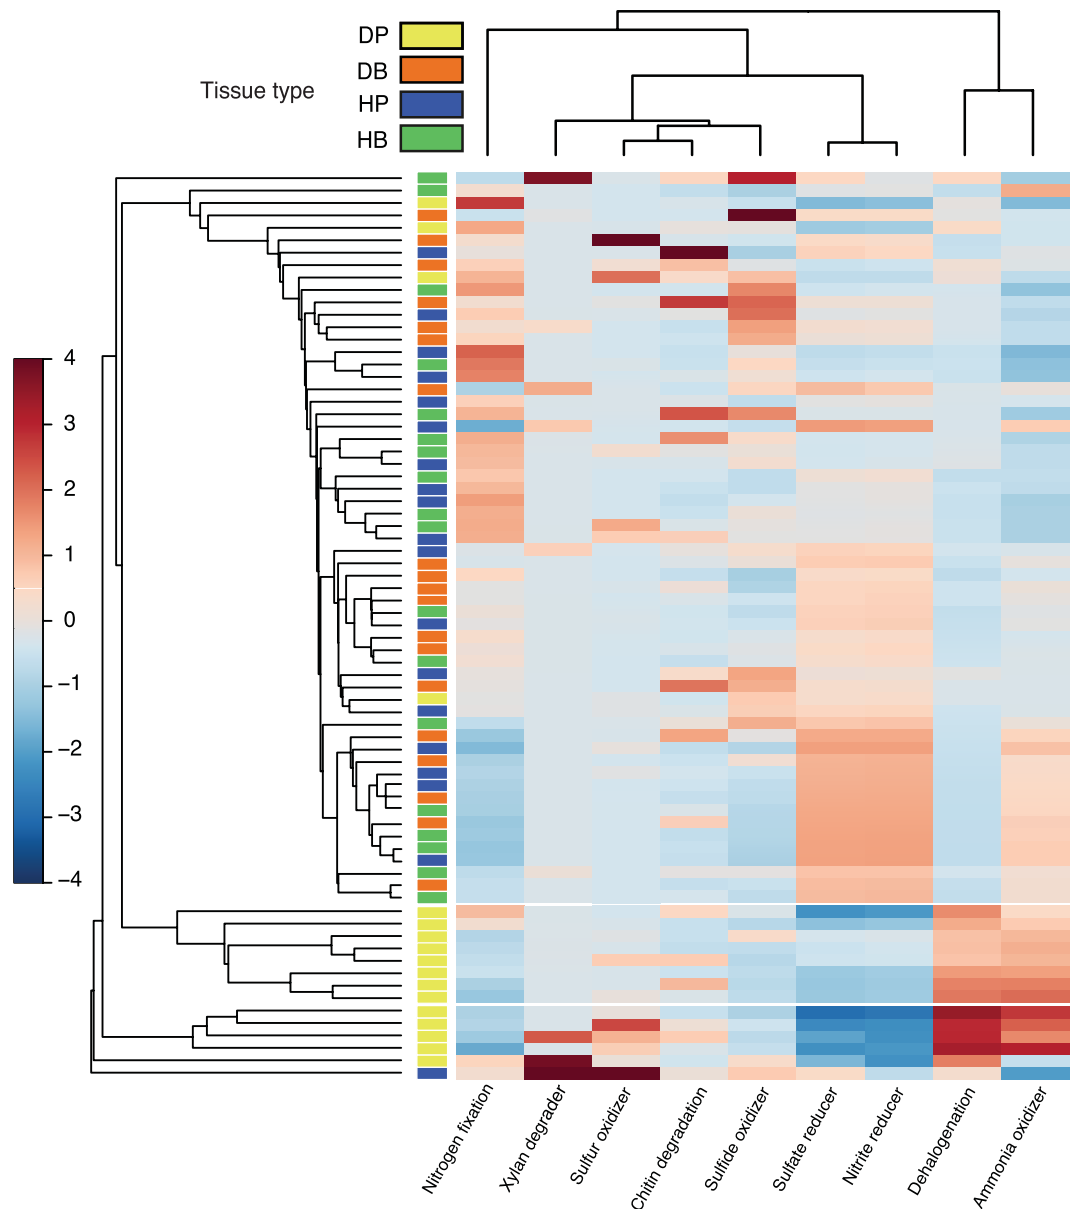 DP
DB
Tissue type
HP
HB
4
3
2
1
0
−1
−2
−3
−4
Nitrogen fixation
Xylan degrader
Sulfur oxidizer
Chitin degradation
Sulfide oxidizer
Sulfate reducer
Nitrite reducer
Dehalogenation
Ammonia oxidizer